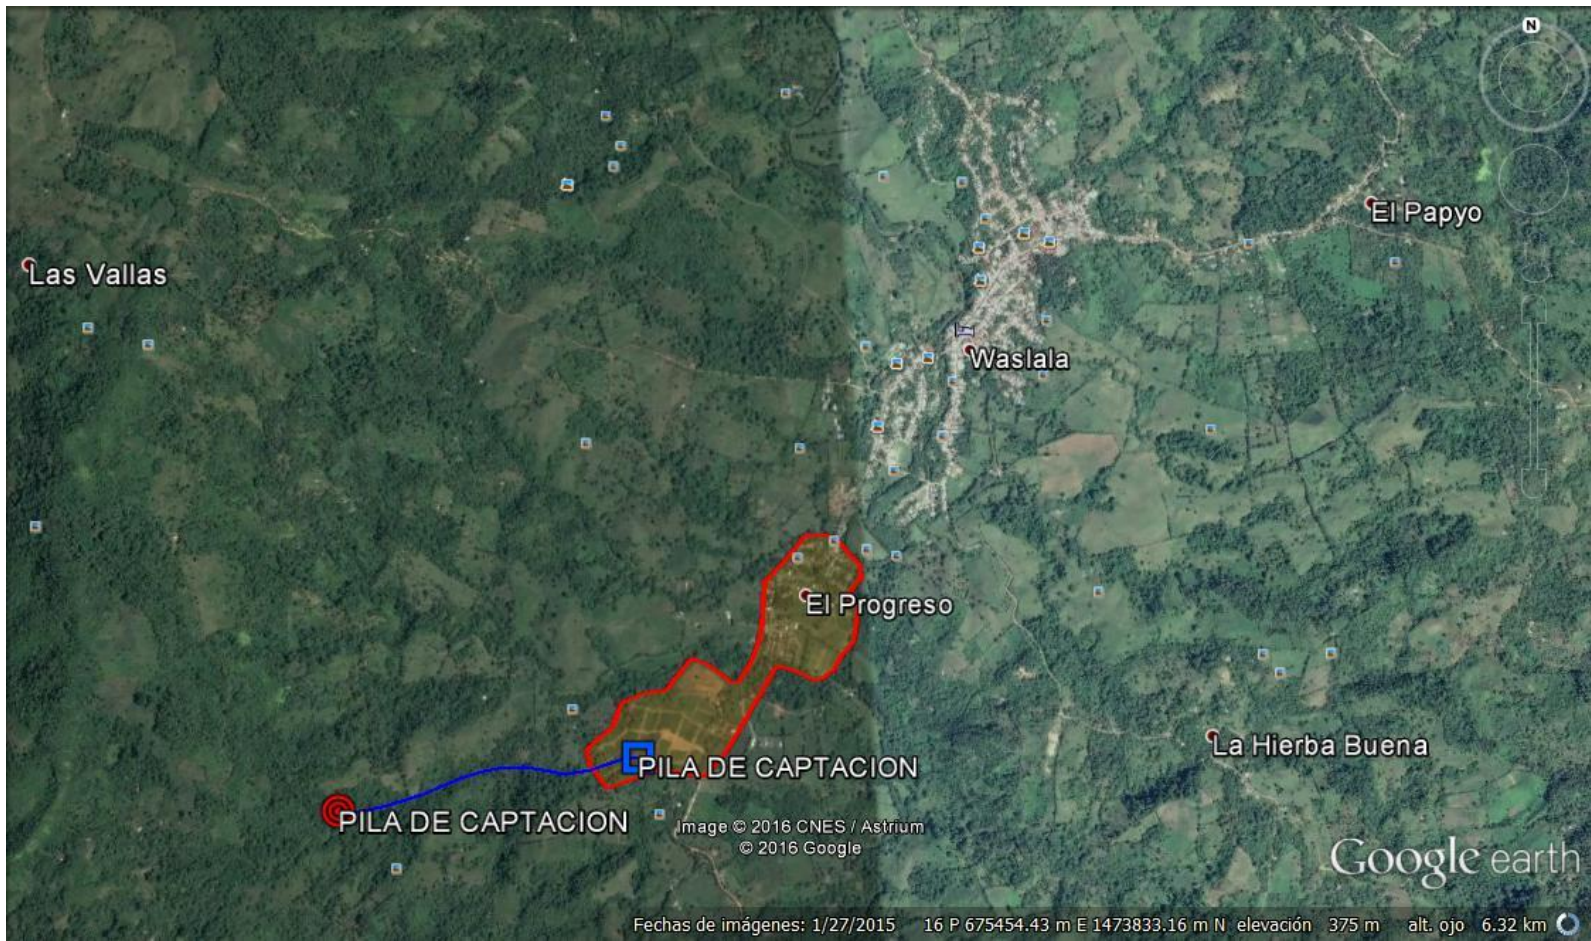 N
El Papyo
Las Vallas
Waslala
El Progreso
La Hierba Buena
PILA DE CAPTACION
PILA DE CAPTACION
Image © 2016 CNES / Astrium
© 2016 Google
Google earth
Fechas de imágenes: 1/27/2015 16 P 675454.43 m E 1473833.16 m N elevación 375 m alt. ojo 6.32 km